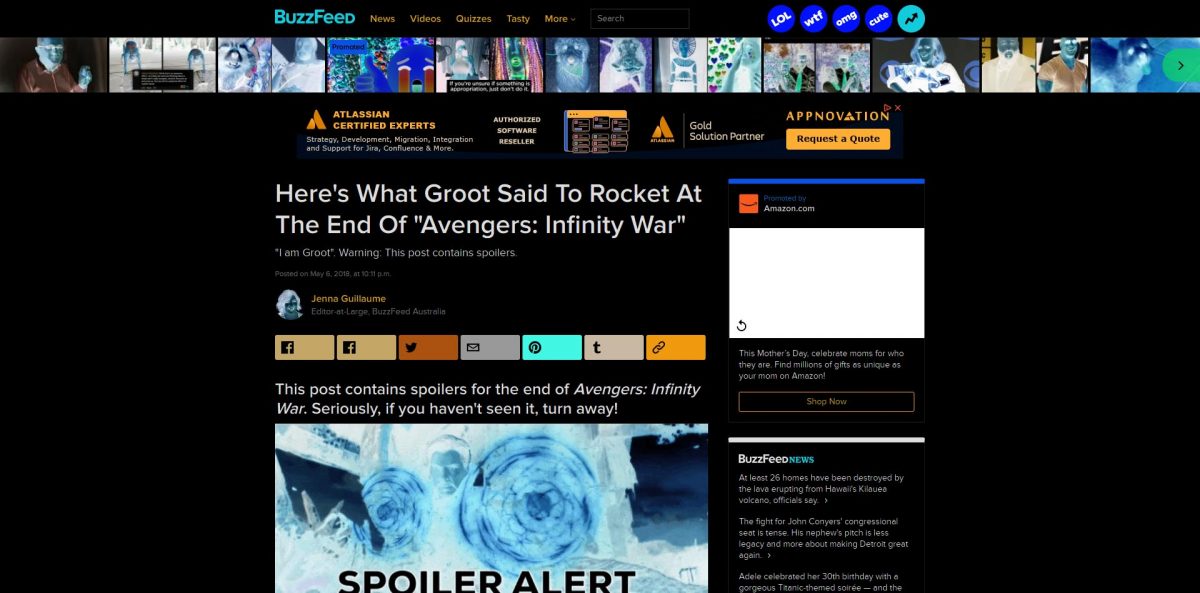 BuzzFeed
News Videos Quizzes Tasty More
Search
LOL wtf omg cute
Promoted
If you're unsure if something is
appropriation, just don't do it.
ATLASSIAN
CERTIFIED EXPERTS
Strategy, Development, Migration, Integration
and Support for Jira, Confluence & More.
AUTHORIZED
SOFTWARE
RESELLER
ATLASSIAN
Gold
Solution Partner
APPNOVATION
Request a Quote
Here's What Groot Said To Rocket At
The End Of "Avengers: Infinity War"
"I am Groot". Warning: This post contains spoilers.
Posted on May 6, 2018, at 10:11 p.m.
Jenna Guillaume
Editor-at-Large, BuzzFeed Australia
This post contains spoilers for the end of Avengers: Infinity
War. Seriously, if you haven't seen it, turn away!
SPOILER ALERT
Promoted by
Amazon.com
This Mother's Day, celebrate moms for who
they are. Find millions of gifts as unique as
your mom on Amazon!
Shop Now
BuzzFeed NEWS
At least 26 homes have been destroyed by
the lava erupting from Hawaii's Kilauea
volcano, officials say.
The fight for John Conyers' congressional
seat is tense. His nephew's pitch is less
legacy and more about making Detroit great
again.
Adele celebrated her 30th birthday with a
gorgeous Titanic-themed soirée — and the